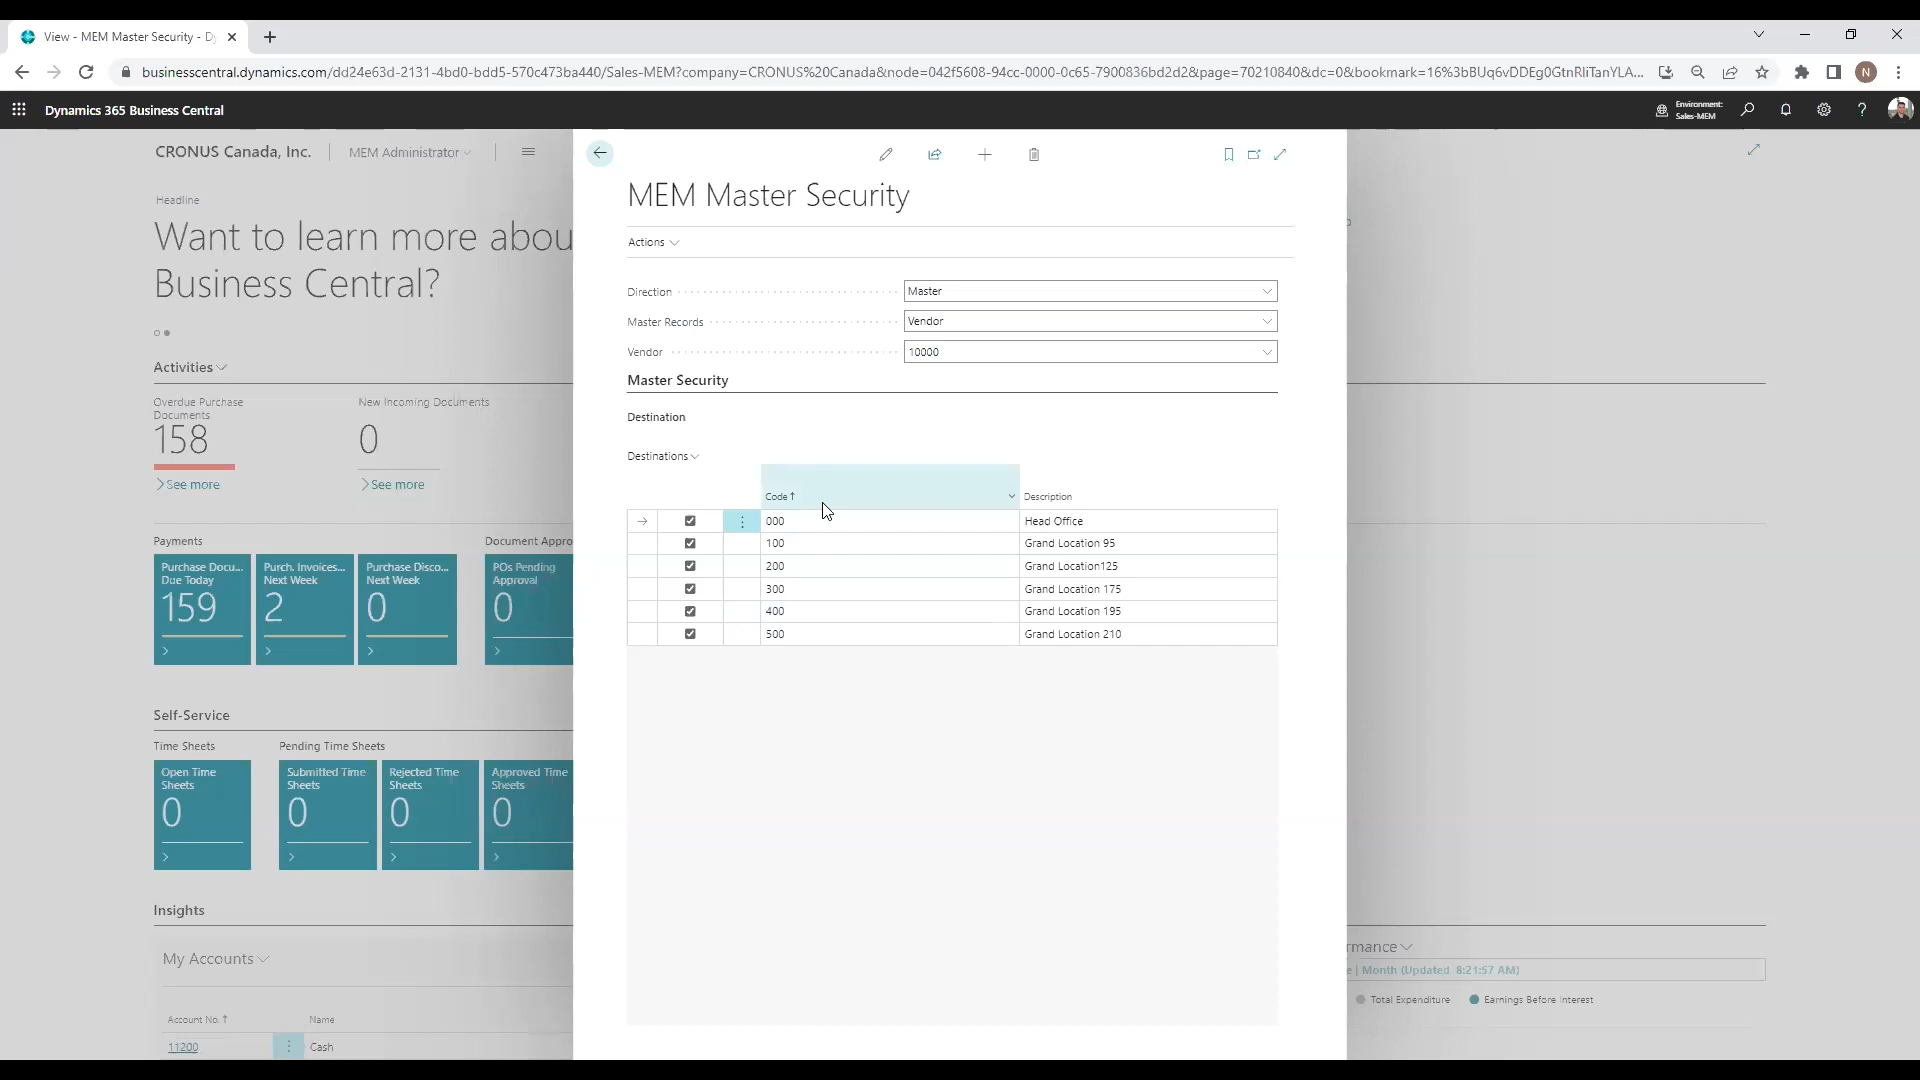 View - MEM Master Security - Dy
businesscentral.dynamics.com/dd24e63d-2131-4bd0-bdd5-570c473ba440/Sales-MEM?company=CRONUS%20Canada&node=042f5608-94cc-0000-0c65-7900836bd2d2&page=70210840&dc=0&bookmark=16%3bBUq6vDDEg0GtnRliTanYLA...
N
Dynamics 365 Business Central
Environment:
Sales-MEM
CRONUS Canada, Inc.
MEM Administrator
Headline
Want to learn more abou
Business Central?
Activities
Overdue Purchase
Documents
158
See more
New Incoming Documents
0
See more
Payments
Document Appro
Purchase Docu...
Due Today
159
Purch. Invoices...
Next Week
2
Purchase Disco...
Next Week
0
POs Pending
Approval
0
Self-Service
Time Sheets
Pending Time Sheets
Open Time
Sheets
0
Submitted Time
Sheets
0
Rejected Time
Sheets
0
Approved Time
Sheets
0
Insights
My Accounts
Account No. ↑
Name
11200
Cash
MEM Master Security
Actions
Direction
Master
Master Records
Vendor
Vendor
10000
Master Security
Destination
Destinations
Code ↑
Description
000
Head Office
100
Grand Location 95
200
Grand Location125
300
Grand Location 175
400
Grand Location 195
500
Grand Location 210
rmance
e | Month (Updated 8:21:57 AM)
Total Expenditure
Earnings Before Interest